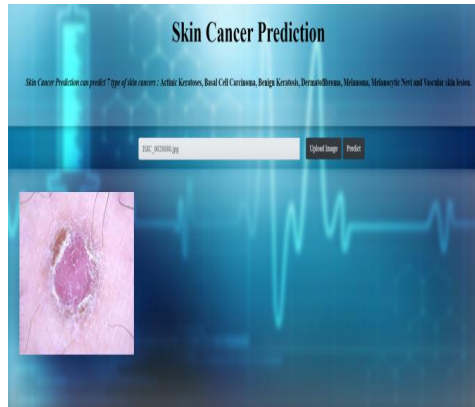 Skin Cancer Prediction
Skin Cancer Prediction can predict 7 type of skin cancers : Actinic Keratoses, Basal Cell Carcinoma, Benign Keratosis, Dermatofibroma, Melanoma, Melanocytic Nevi and Vascular skin lesion.
Upload Image Predict